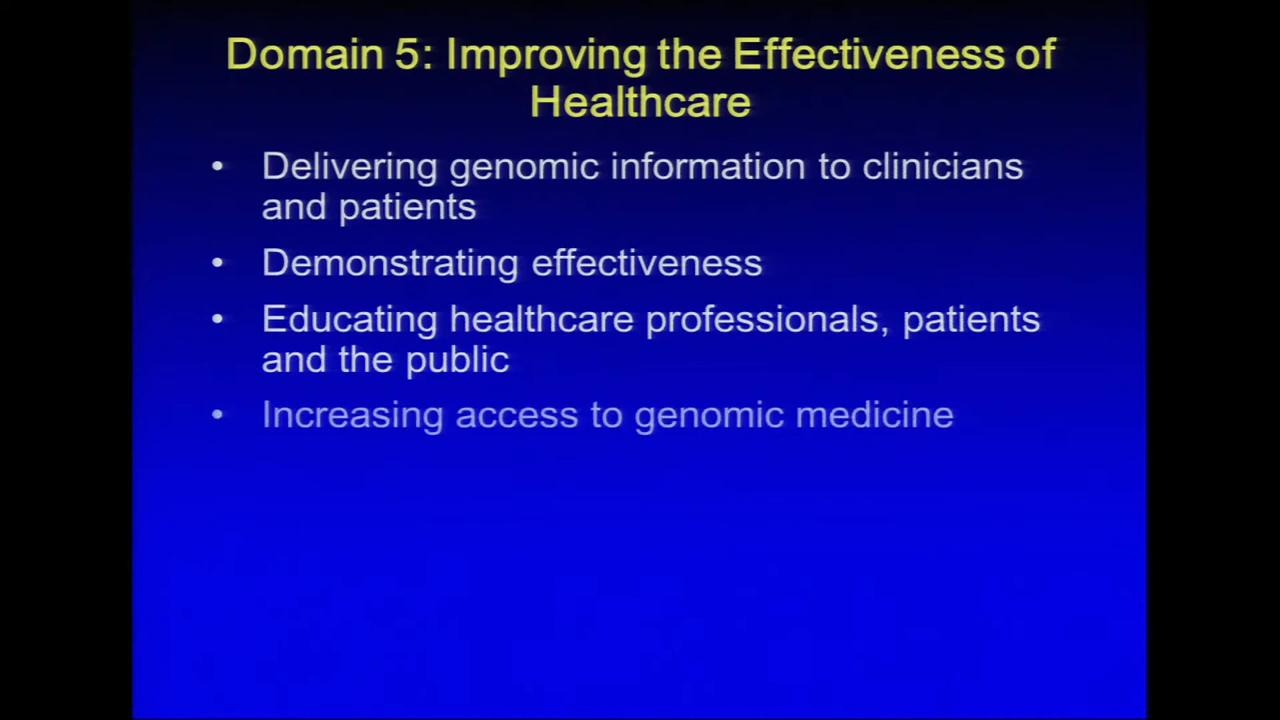 Domain 5: Improving the Effectiveness of
Healthcare
• Delivering genomic information to clinicians
and patients
• Demonstrating effectiveness
• Educating healthcare professionals, patients
and the public
• Increasing access to genomic medicine